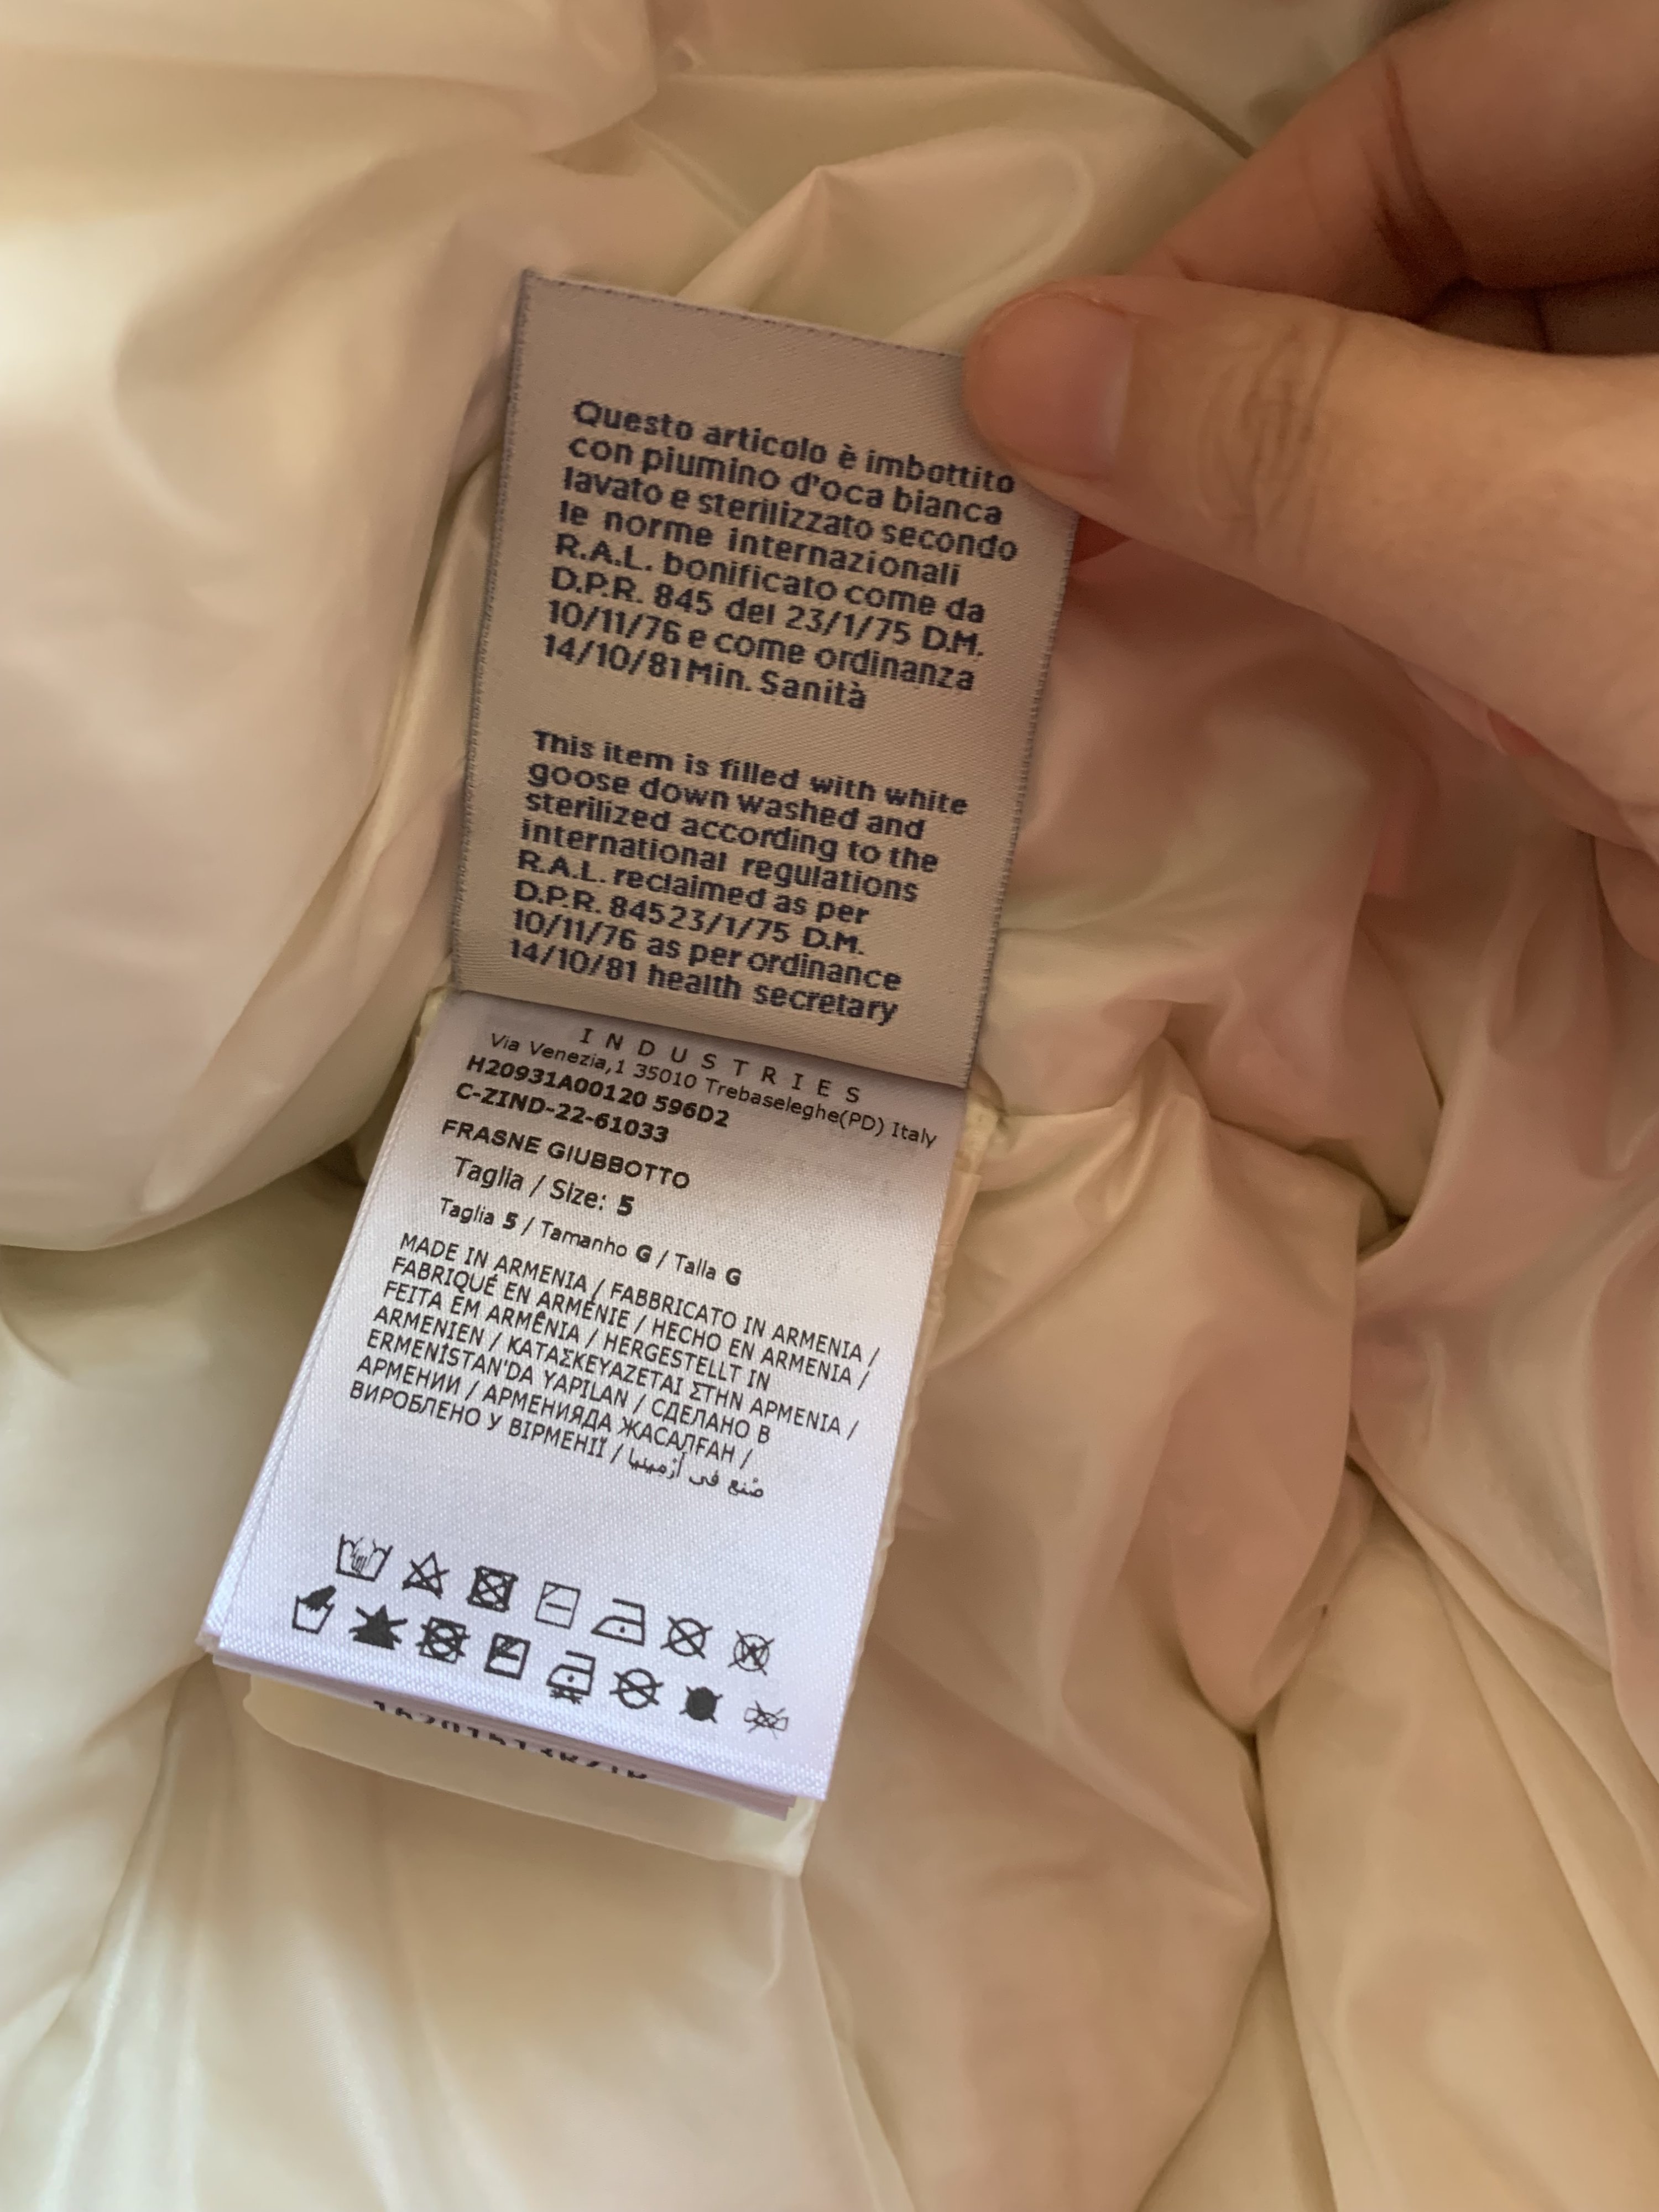 Questo articolo è imbottito
con piumino d'oca bianca
lavato e sterilizzato secondo
le norme internazionali
R.A.L. bonificato come da
D.P.R. 845 del 23/1/75 D.M.
10/11/76 e come ordinanza
14/10/81 Min. Sanità
This item is filled with white
goose down washed and
sterilized according to the
international regulations
R.A.L. reclaimed as per
D.P.R. 845 23/1/75 D.M.
10/11/76 as per ordinance
14/10/81 health secretary
INDUSTRIES
Via Venezia,1 35010 Trebaseleghe(PD) Italy
H20931A00120 596D2
C-ZIND-22-61033
FRASNE GIUBBOTTO
Taglia / Size: 5
Taglia 5 / Tamanho G / Talla G
MADE IN ARMENIA / FABBRICATO IN ARMENIA /
FABRIQUÉ EN ARMÉNIE / HECHO EN ARMENIA /
FEITA EM ARMÊNIA / HERGESTELLT IN
ARMENIEN / ΚΑΤΑΣΚΕΥΑΖΕΤΑΙ ΣΤΗΝ ΑΡΜΕΝΙΑ /
ERMENİSTAN'DA YAPILAN / СДЕЛАНО В
АРМЕНИИ / АРМЕНИЯДА ЖАСАЛҒАН /
ВИРОБЛЕНО У ВІРМЕНІЇ / صُنع في أرْمينيا